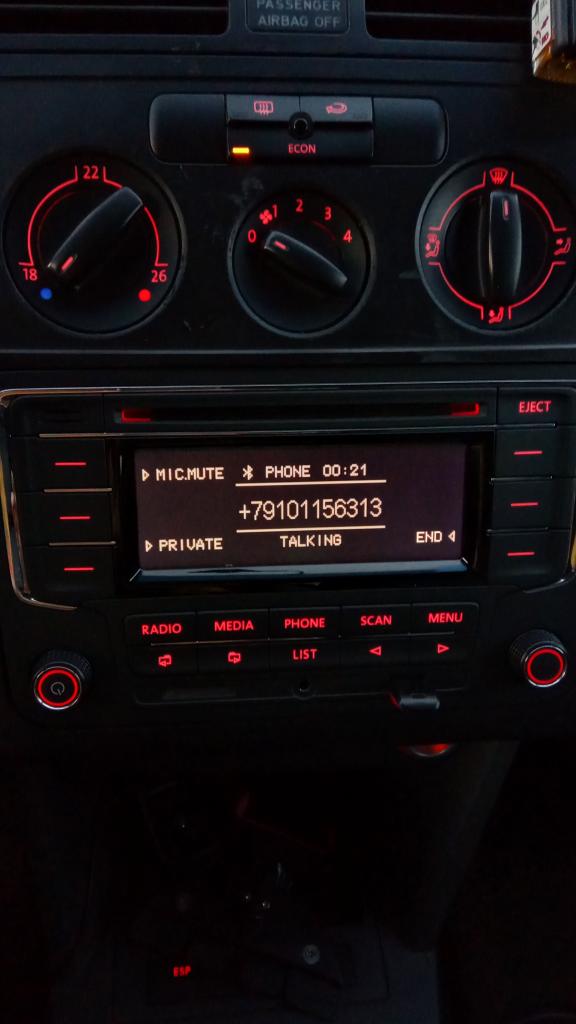 PASSENGER
AIRBAG OFF
ECON
22
18
26
0 1 2 3 4
EJECT
MIC.MUTE PHONE 00:21
+79101156313
PRIVATE TALKING END
RADIO MEDIA PHONE SCAN MENU
LIST
ESP